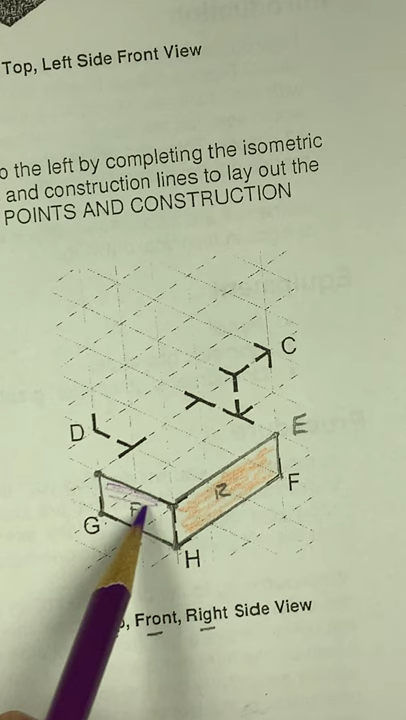 Top, Left Side Front View
o the left by completing the isometric
and construction lines to lay out the
POINTS AND CONSTRUCTION
C
D
E
R
F
F
G
H
, Front, Right Side View